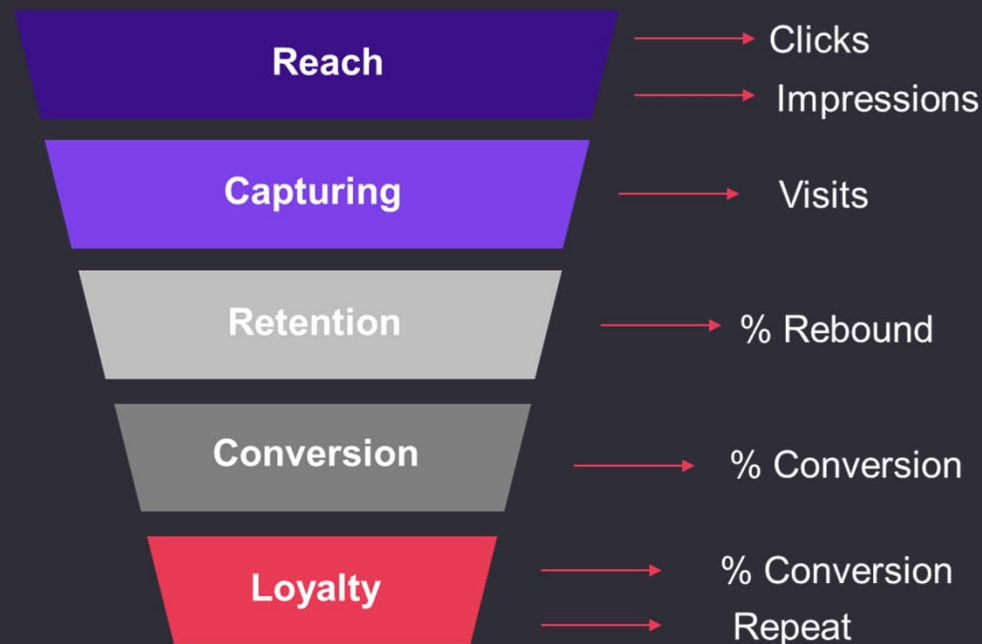 Reach
Clicks
Impressions
Capturing
Visits
Retention
% Rebound
Conversion
% Conversion
Loyalty
% Conversion
Repeat